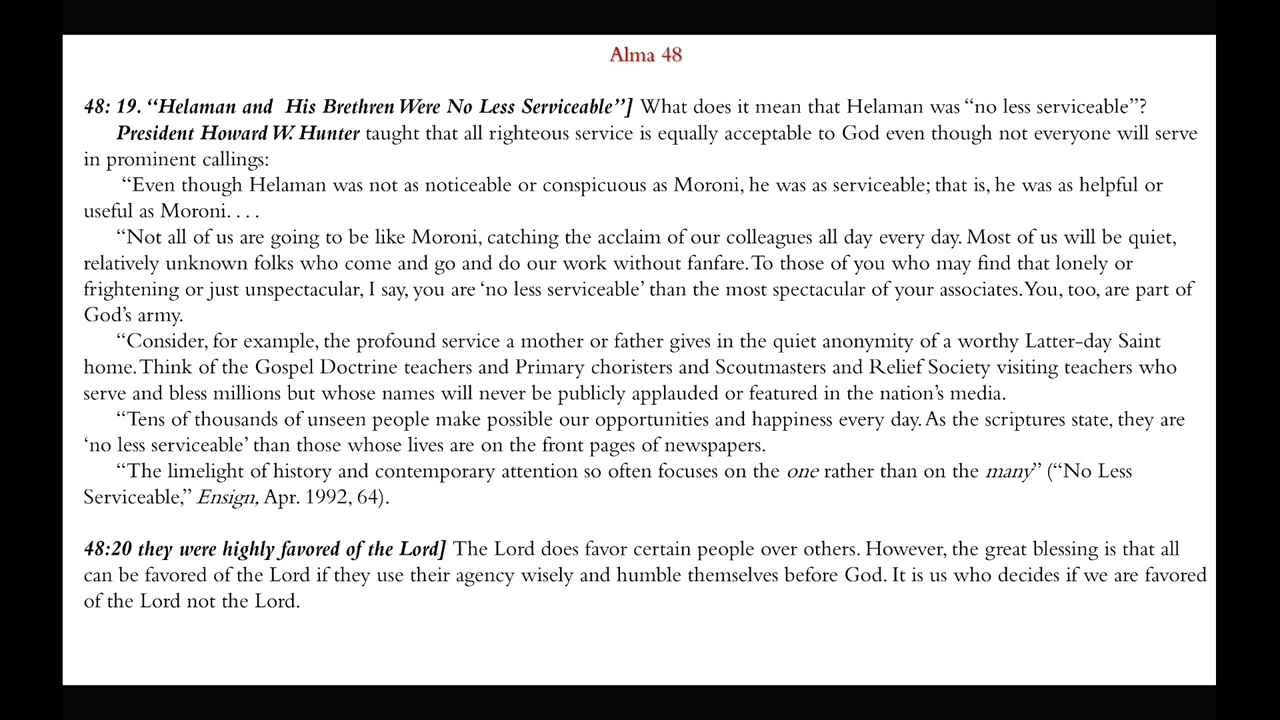 Alma 48
48: 19. “Helaman and His Brethren Were No Less Serviceable”] What does it mean that Helaman was “no less serviceable”?
President Howard W. Hunter taught that all righteous service is equally acceptable to God even though not everyone will serve
in prominent callings:
“Even though Helaman was not as noticeable or conspicuous as Moroni, he was as serviceable; that is, he was as helpful or
useful as Moroni. . . .
“Not all of us are going to be like Moroni, catching the acclaim of our colleagues all day every day. Most of us will be quiet,
relatively unknown folks who come and go and do our work without fanfare. To those of you who may find that lonely or
frightening or just unspectacular, I say, you are ‘no less serviceable’ than the most spectacular of your associates. You, too, are part of
God’s army.
“Consider, for example, the profound service a mother or father gives in the quiet anonymity of a worthy Latter-day Saint
home. Think of the Gospel Doctrine teachers and Primary choristers and Scoutmasters and Relief Society visiting teachers who
serve and bless millions but whose names will never be publicly applauded or featured in the nation’s media.
“Tens of thousands of unseen people make possible our opportunities and happiness every day. As the scriptures state, they are
‘no less serviceable’ than those whose lives are on the front pages of newspapers.
“The limelight of history and contemporary attention so often focuses on the one rather than on the many” (“No Less
Serviceable,” Ensign, Apr. 1992, 64).
48:20 they were highly favored of the Lord] The Lord does favor certain people over others. However, the great blessing is that all
can be favored of the Lord if they use their agency wisely and humble themselves before God. It is us who decides if we are favored
of the Lord not the Lord.